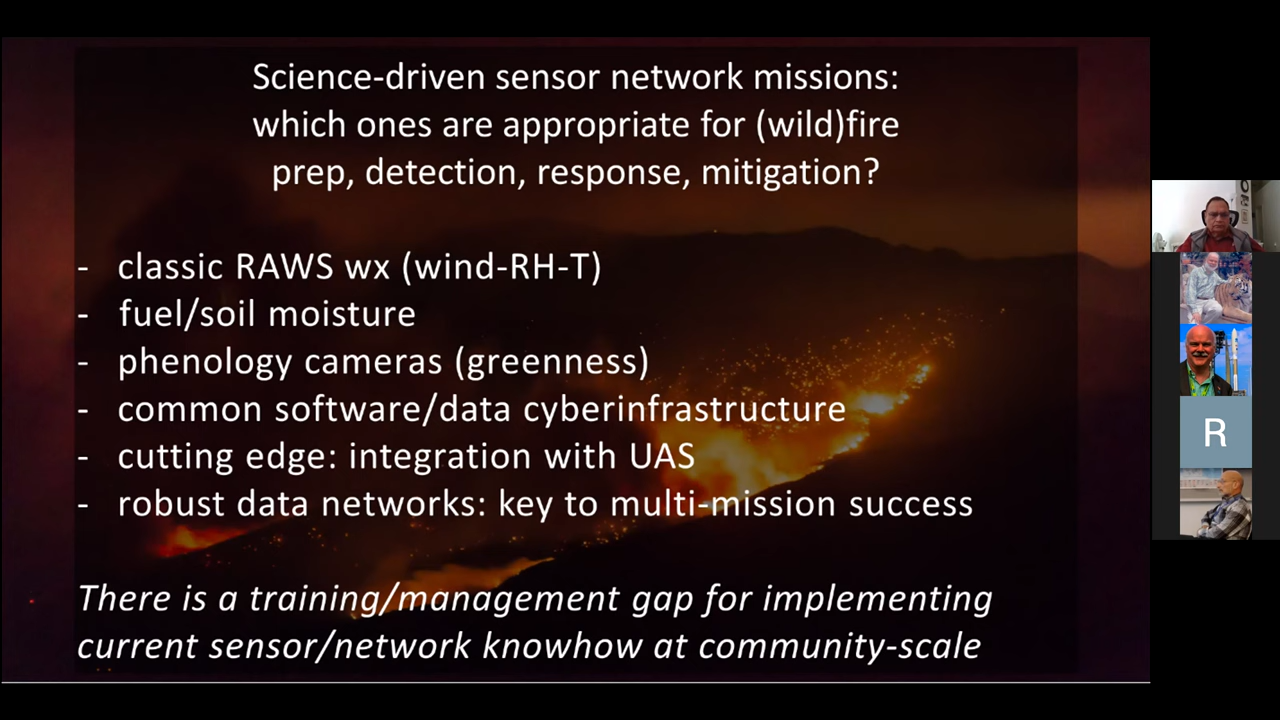 Science-driven sensor network missions:
which ones are appropriate for (wild)fire
prep, detection, response, mitigation?
- classic RAWS wx (wind-RH-T)
- fuel/soil moisture
- phenology cameras (greenness)
- common software/data cyberinfrastructure
- cutting edge: integration with UAS
- robust data networks: key to multi-mission success
There is a training/management gap for implementing
current sensor/network knowhow at community-scale
R